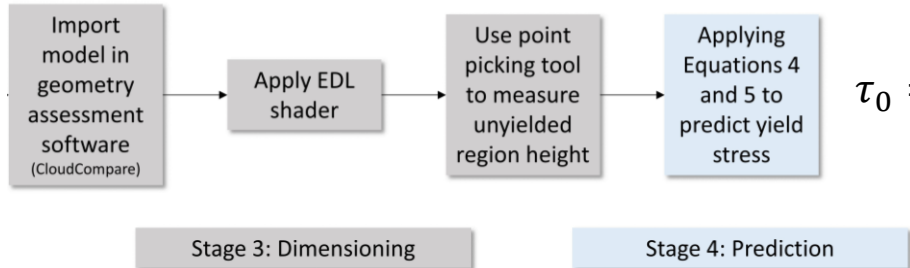 Import
model in
geometry
assessment
software
(CloudCompare)
Apply EDL
shader
Use point
picking tool
to measure
unyielded
region height
Applying
Equations 4
and 5 to
predict yield
stress
τ₀
Stage 3: Dimensioning
Stage 4: Prediction